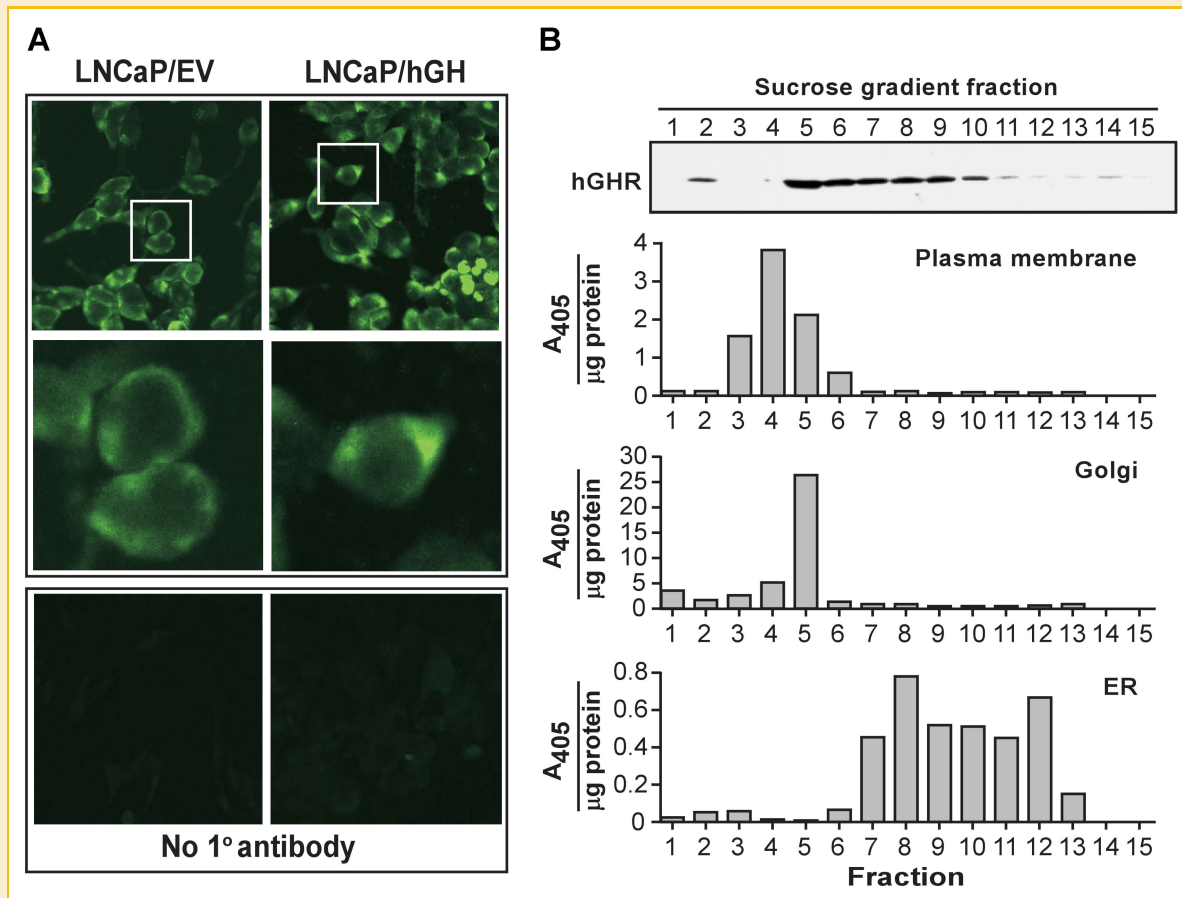 A
LNCaP/EV LNCaP/hGH
No 1o antibody
B
Sucrose gradient fraction
1 2 3 4 5 6 7 8 9 10 11 12 13 14 15
hGHR
Plasma membrane
A405
μg protein
4
3
2
1
0
1 2 3 4 5 6 7 8 9 10 11 12 13 14 15
Golgi
A405
μg protein
30
25
20
15
10
5
0
1 2 3 4 5 6 7 8 9 10 11 12 13 14 15
ER
A405
μg protein
0.8
0.6
0.4
0.2
0
1 2 3 4 5 6 7 8 9 10 11 12 13 14 15
Fraction